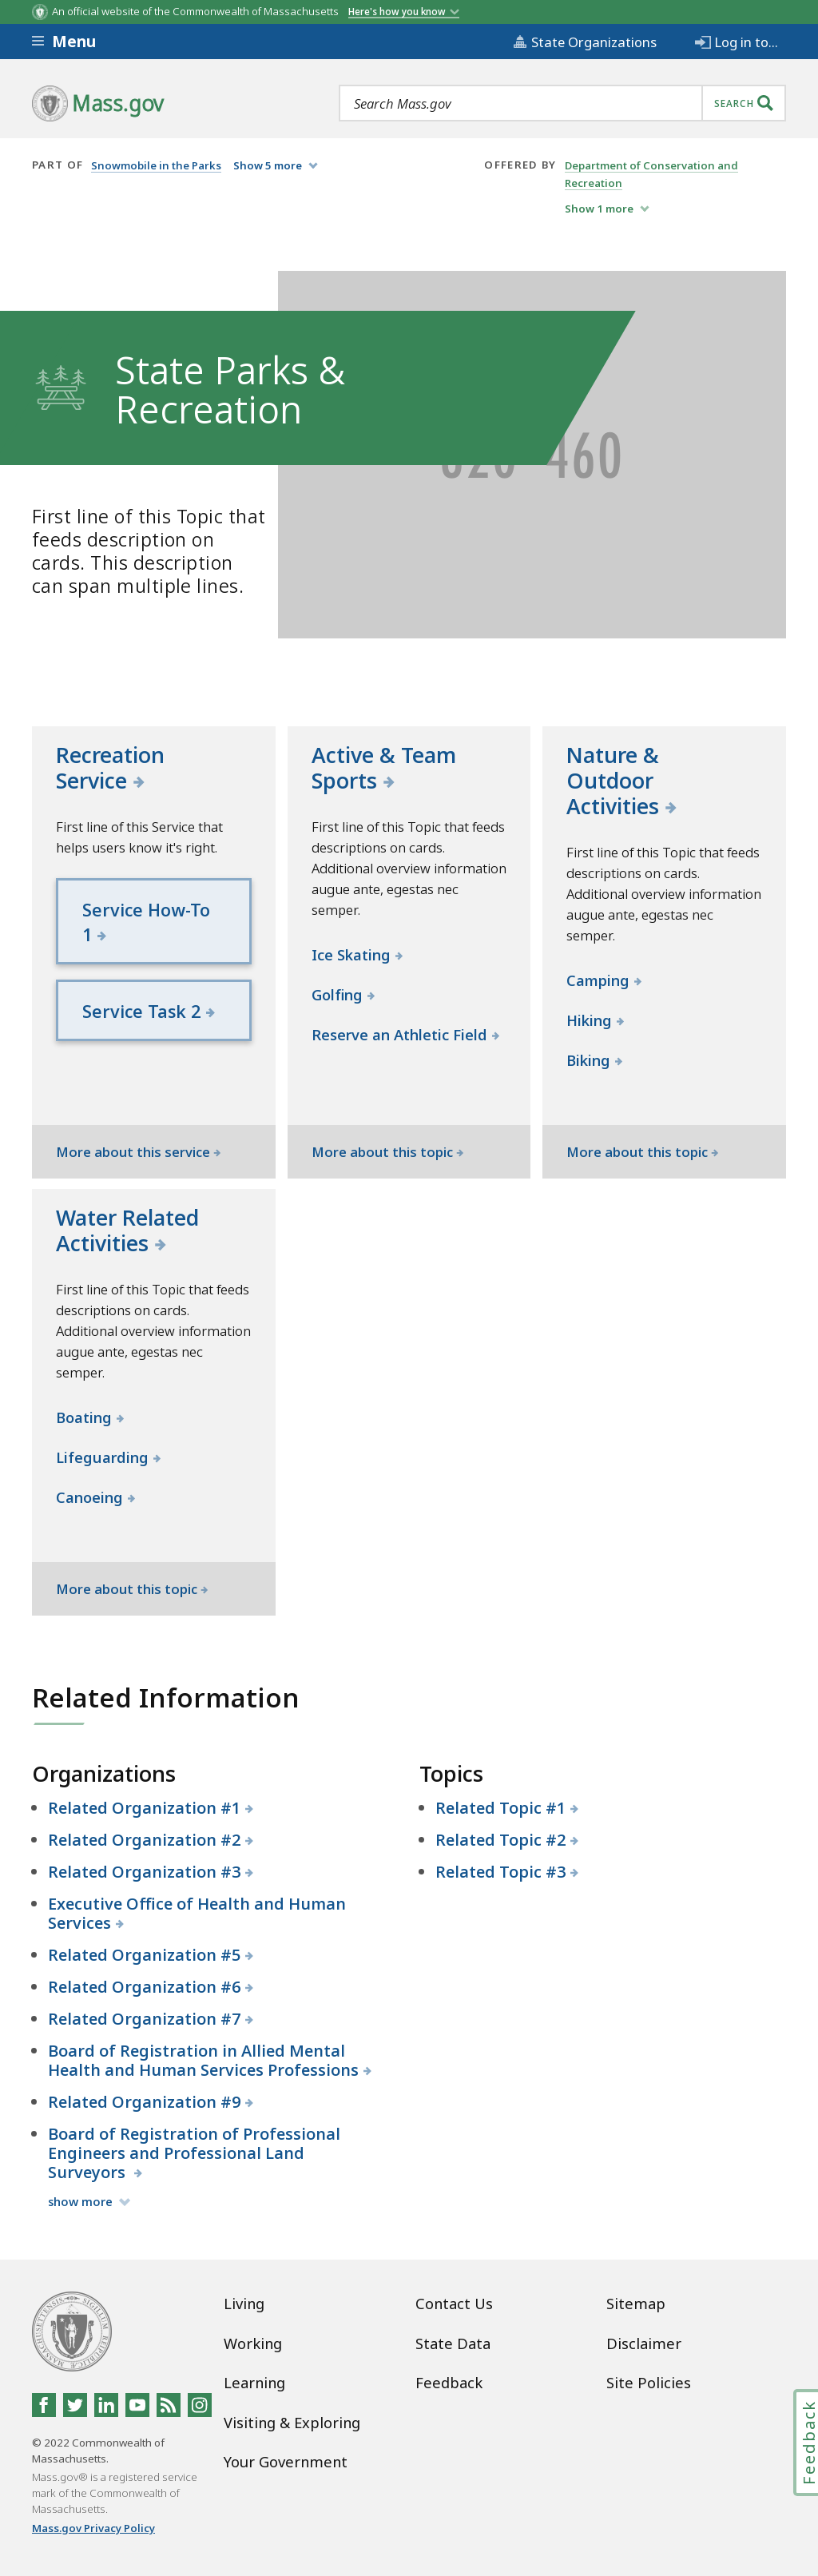 An official website of the Commonwealth of Massachusetts Here's how you know
Menu
State Organizations
Log in to...
Mass.gov
Search Mass.gov
SEARCH
PART OF Snowmobile in the Parks Show 5 more
OFFERED BY Department of Conservation and
Recreation
Show 1 more
State Parks &
Recreation
460
First line of this Topic that
feeds description on
cards. This description
can span multiple lines.
Recreation
Service
First line of this Service that
helps users know it's right.
Service How-To
1
Service Task 2
More about this service
Active & Team
Sports
First line of this Topic that feeds
descriptions on cards.
Additional overview information
augue ante, egestas nec
semper.
Ice Skating
Golfing
Reserve an Athletic Field
More about this topic
Nature &
Outdoor
Activities
First line of this Topic that feeds
descriptions on cards.
Additional overview information
augue ante, egestas nec
semper.
Camping
Hiking
Biking
More about this topic
Water Related
Activities
First line of this Topic that feeds
descriptions on cards.
Additional overview information
augue ante, egestas nec
semper.
Boating
Lifeguarding
Canoeing
More about this topic
Related Information
Organizations
Related Organization #1
Related Organization #2
Related Organization #3
Executive Office of Health and Human
Services
Related Organization #5
Related Organization #6
Related Organization #7
Board of Registration in Allied Mental
Health and Human Services Professions
Related Organization #9
Board of Registration of Professional
Engineers and Professional Land
Surveyors
show more
Topics
Related Topic #1
Related Topic #2
Related Topic #3
Living
Working
Learning
Visiting & Exploring
Your Government
Contact Us
State Data
Feedback
Sitemap
Disclaimer
Site Policies
© 2022 Commonwealth of
Massachusetts.
Mass.gov® is a registered service
mark of the Commonwealth of
Massachusetts.
Mass.gov Privacy Policy
Feedback